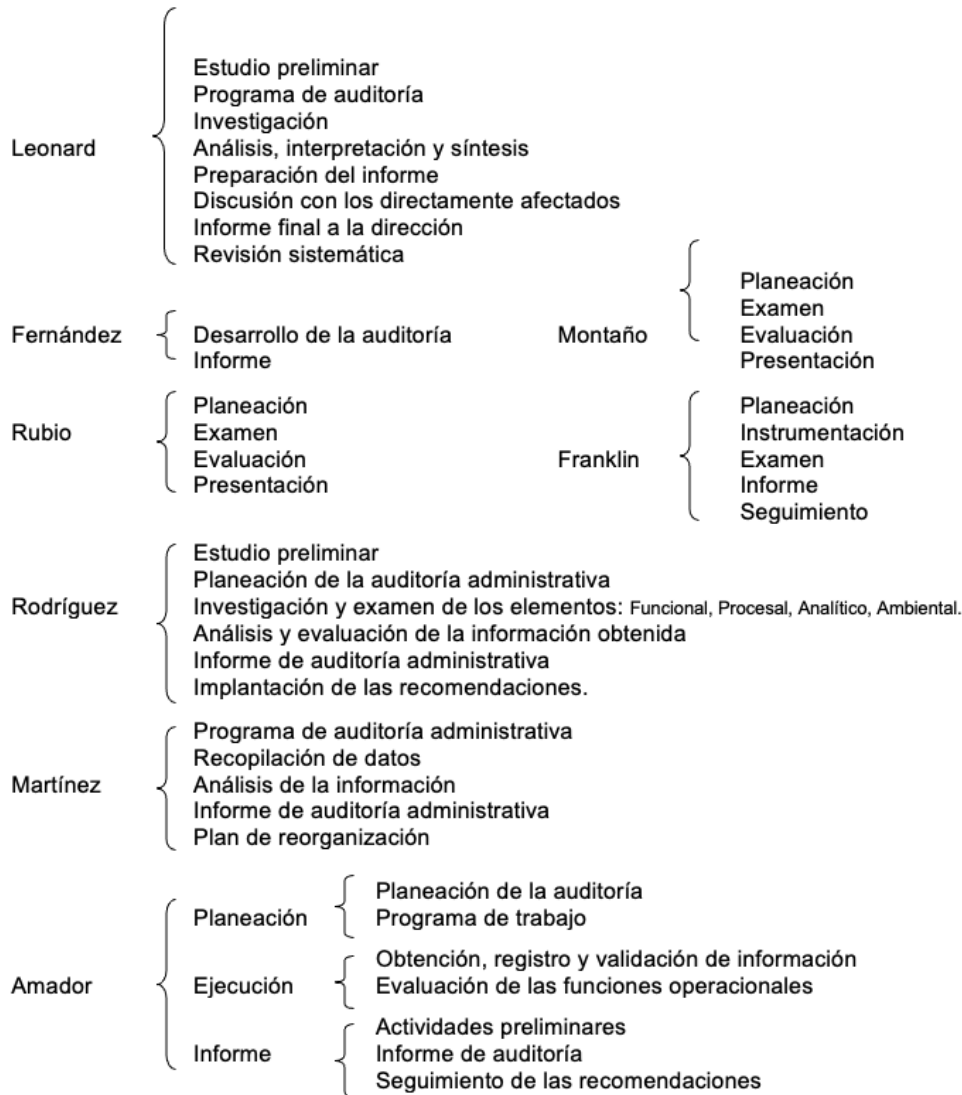 Leonard
Estudio preliminar
Programa de auditoría
Investigación
Análisis, interpretación y síntesis
Preparación del informe
Discusión con los directamente afectados
Informe final a la dirección
Revisión sistemática
Fernández
Desarrollo de la auditoría
Informe
Montaño
Planeación
Examen
Evaluación
Presentación
Rubio
Planeación
Examen
Evaluación
Presentación
Franklin
Planeación
Instrumentación
Examen
Informe
Seguimiento
Rodríguez
Estudio preliminar
Planeación de la auditoría administrativa
Investigación y examen de los elementos: Funcional, Procesal, Analítico, Ambiental.
Análisis y evaluación de la información obtenida
Informe de auditoría administrativa
Implantación de las recomendaciones.
Martínez
Programa de auditoría administrativa
Recopilación de datos
Análisis de la información
Informe de auditoría administrativa
Plan de reorganización
Amador
Planeación
Planeación de la auditoría
Programa de trabajo
Ejecución
Obtención, registro y validación de información
Evaluación de las funciones operacionales
Informe
Actividades preliminares
Informe de auditoría
Seguimiento de las recomendaciones